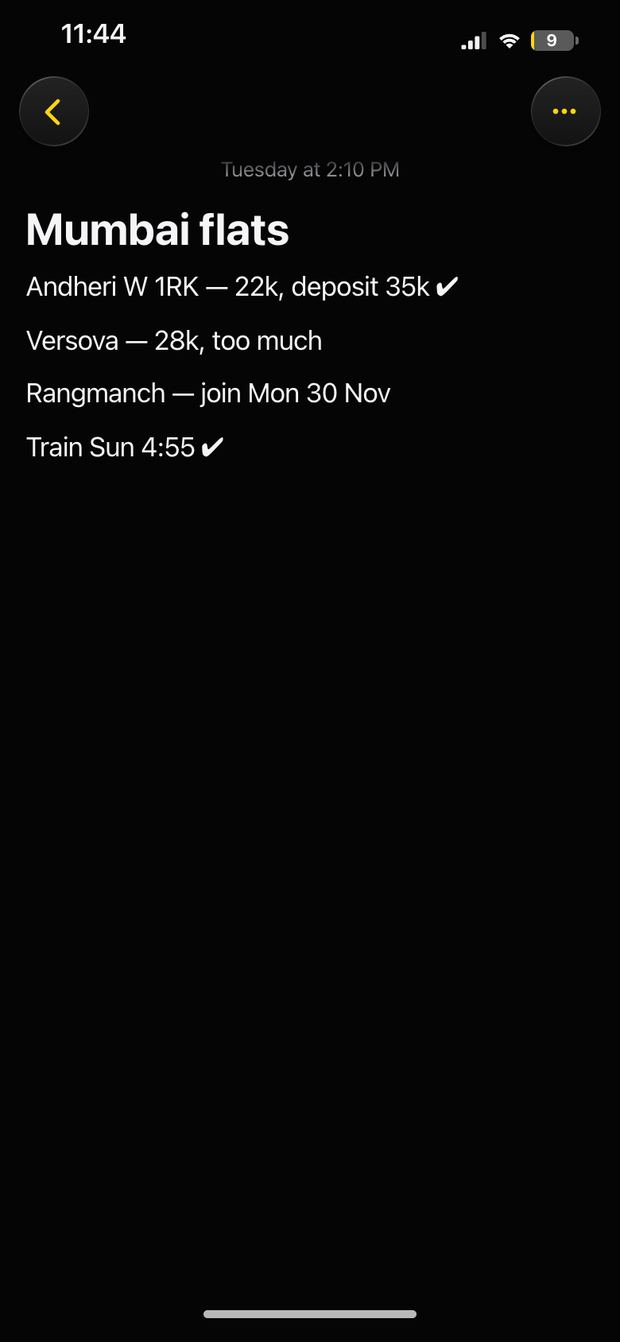 11:44
9
Tuesday at 2:10 PM
Mumbai flats
Andheri W 1RK — 22k, deposit 35k ✔
Versova — 28k, too much
Rangmanch — join Mon 30 Nov
Train Sun 4:55 ✔